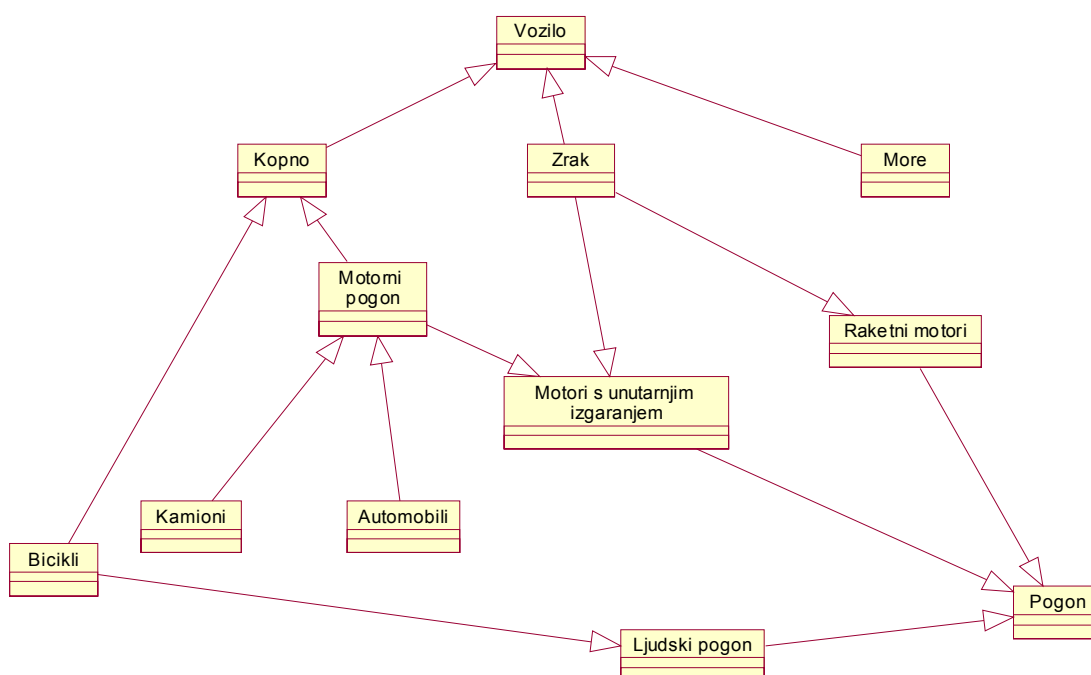 Vozilo
Kopno
Zrak
More
Motorni
pogon
Raketni motori
Motori s unutarnjim
izgaranjem
Kamioni
Automobili
Bicikli
Pogon
Ljudski pogon